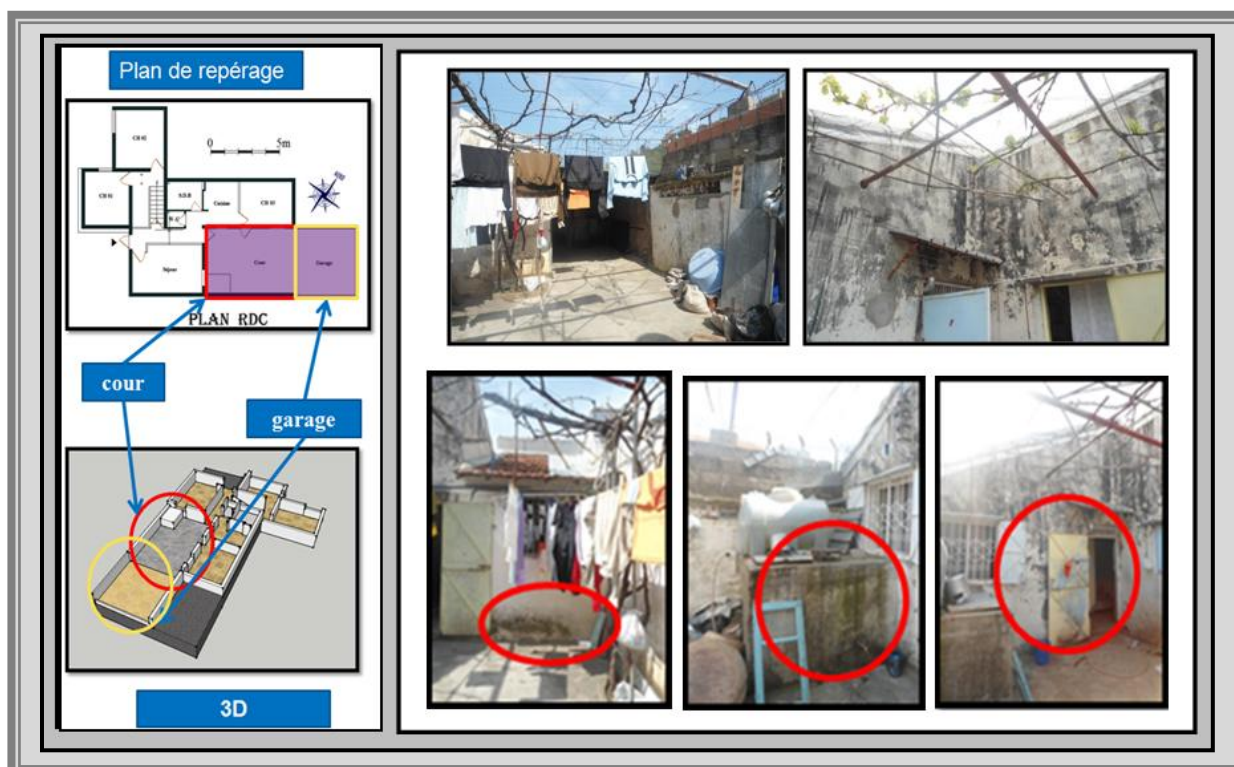 Plan de repérage
CH 02
0 5m
CH 01
S.D.B
Cuisine
CH 03
W-C
Séjour
Cour
Garage
PLAN RDC
cour
garage
3D